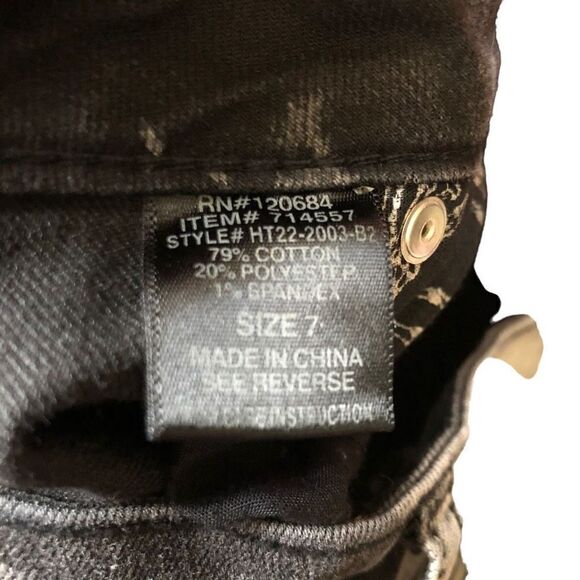 RN# 120684
ITEM# 714557
STYLE# HT22-2003-B2
79% COTTON
20% POLYESTER
1% SPANDEX
SIZE 7
MADE IN CHINA
SEE REVERSE
INSTRUCTION